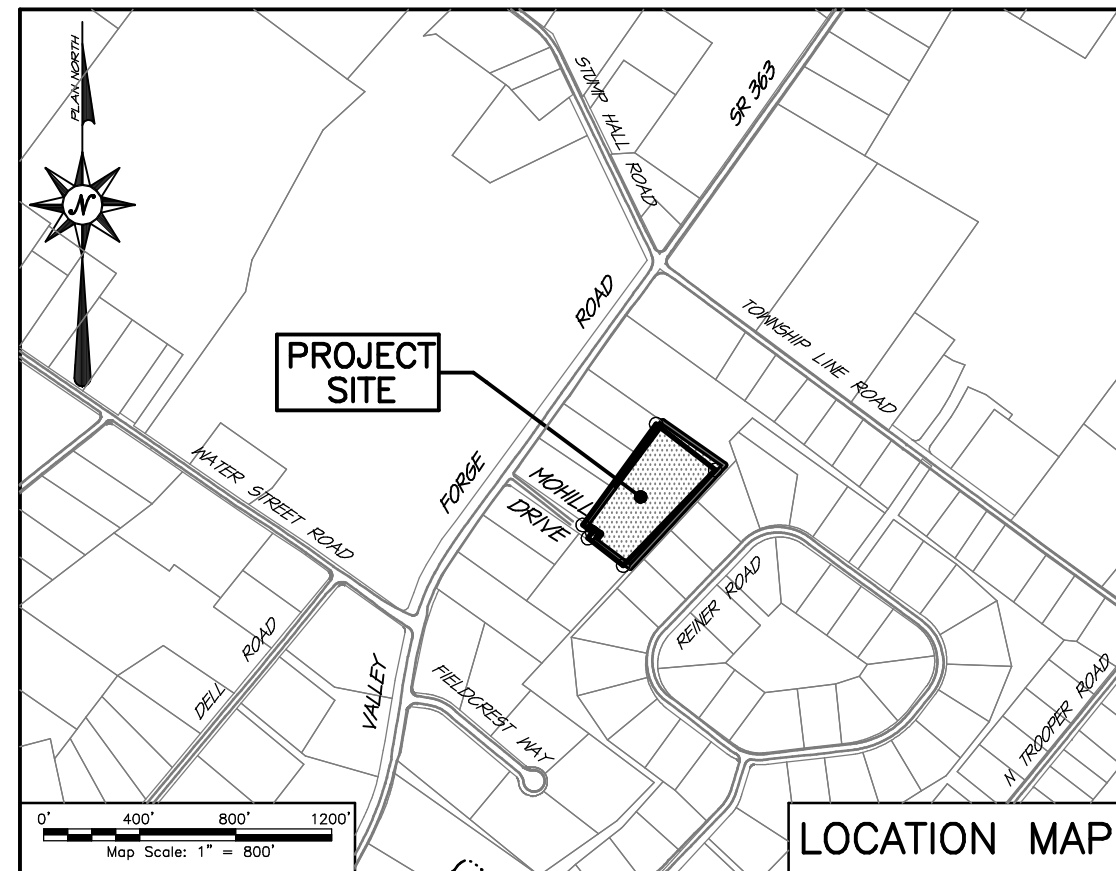 PLAN NORTH
N
STUMP HALL ROAD
SR 363
ROAD
TOWNSHIP LINE ROAD
PROJECT
SITE
FORGE
MOHILL
DRIVE
WATER STREET ROAD
REINER ROAD
DELL
ROAD
VALLEY
FIELDCREST WAY
N TROOPER ROAD
0' 400' 800' 1200'
Map Scale: 1" = 800'
LOCATION MAP